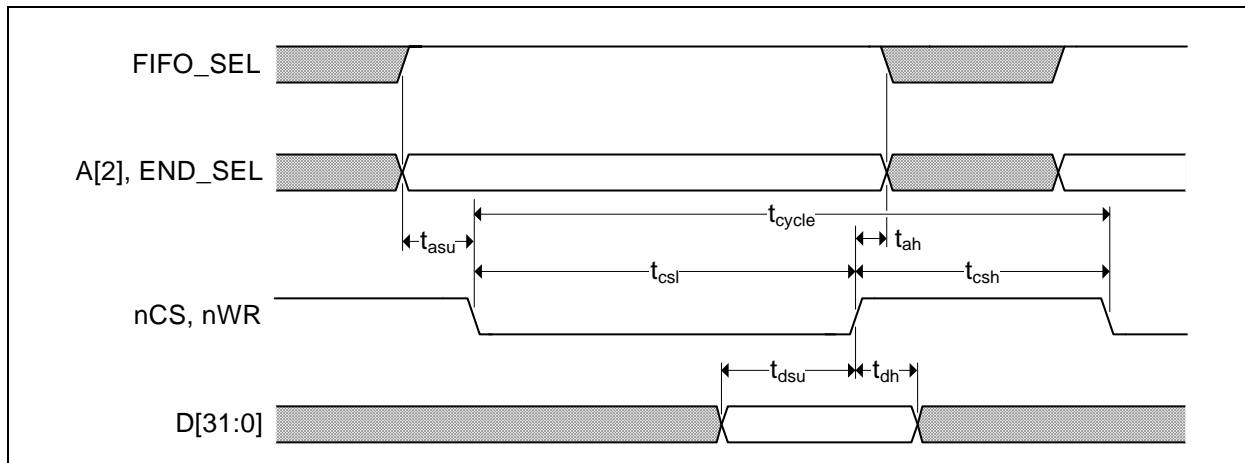 FIFO_SEL
A[2], END_SEL
tcycle
tasu
tah
tcsl
tcsh
nCS, nWR
tdsu
tdh
D[31:0]